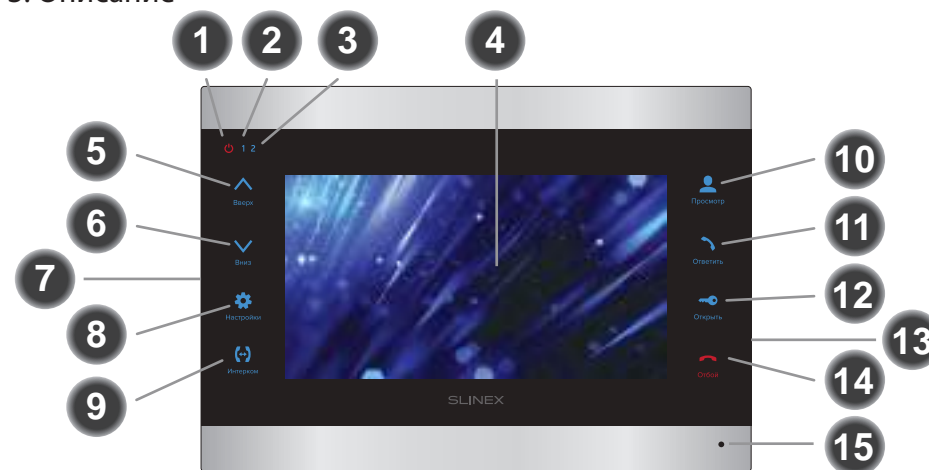 3. Описание
1
2
3
4
1 2
5
Вверх
10
Просмотр
6
Вниз
11
Ответить
7
8
Настройки
12
Открыть
13
9
Интерком
14
Отбой
SLINEX
15